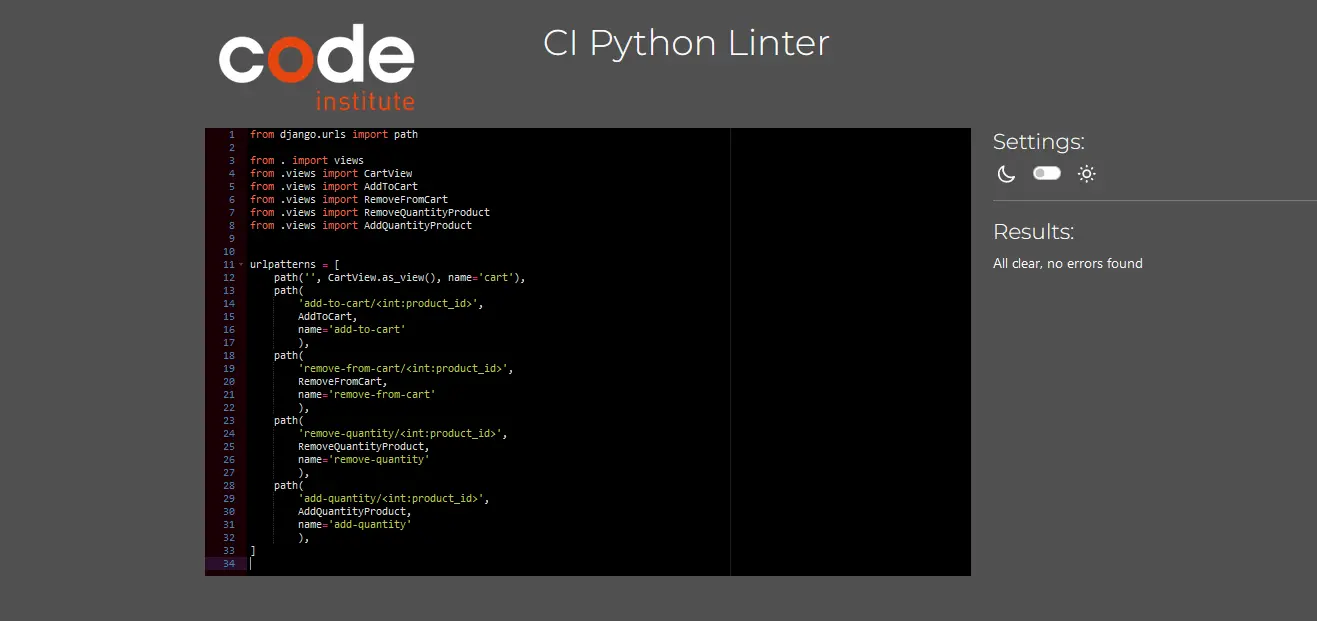 code
institute
CI Python Linter
1 from django.urls import path
2
3 from . import views
4 from .views import CartView
5 from .views import AddToCart
6 from .views import RemoveFromCart
7 from .views import RemoveQuantityProduct
8 from .views import AddQuantityProduct
9
10
11 urlpatterns = [
12     path('', CartView.as_view(), name='cart'),
13     path(
14         'add-to-cart/<int:product_id>',
15         AddToCart,
16         name='add-to-cart'
17         ),
18     path(
19         'remove-from-cart/<int:product_id>',
20         RemoveFromCart,
21         name='remove-from-cart'
22         ),
23     path(
24         'remove-quantity/<int:product_id>',
25         RemoveQuantityProduct,
26         name='remove-quantity'
27         ),
28     path(
29         'add-quantity/<int:product_id>',
30         AddQuantityProduct,
31         name='add-quantity'
32         ),
33 ]
34
Settings:
Results:
All clear, no errors found